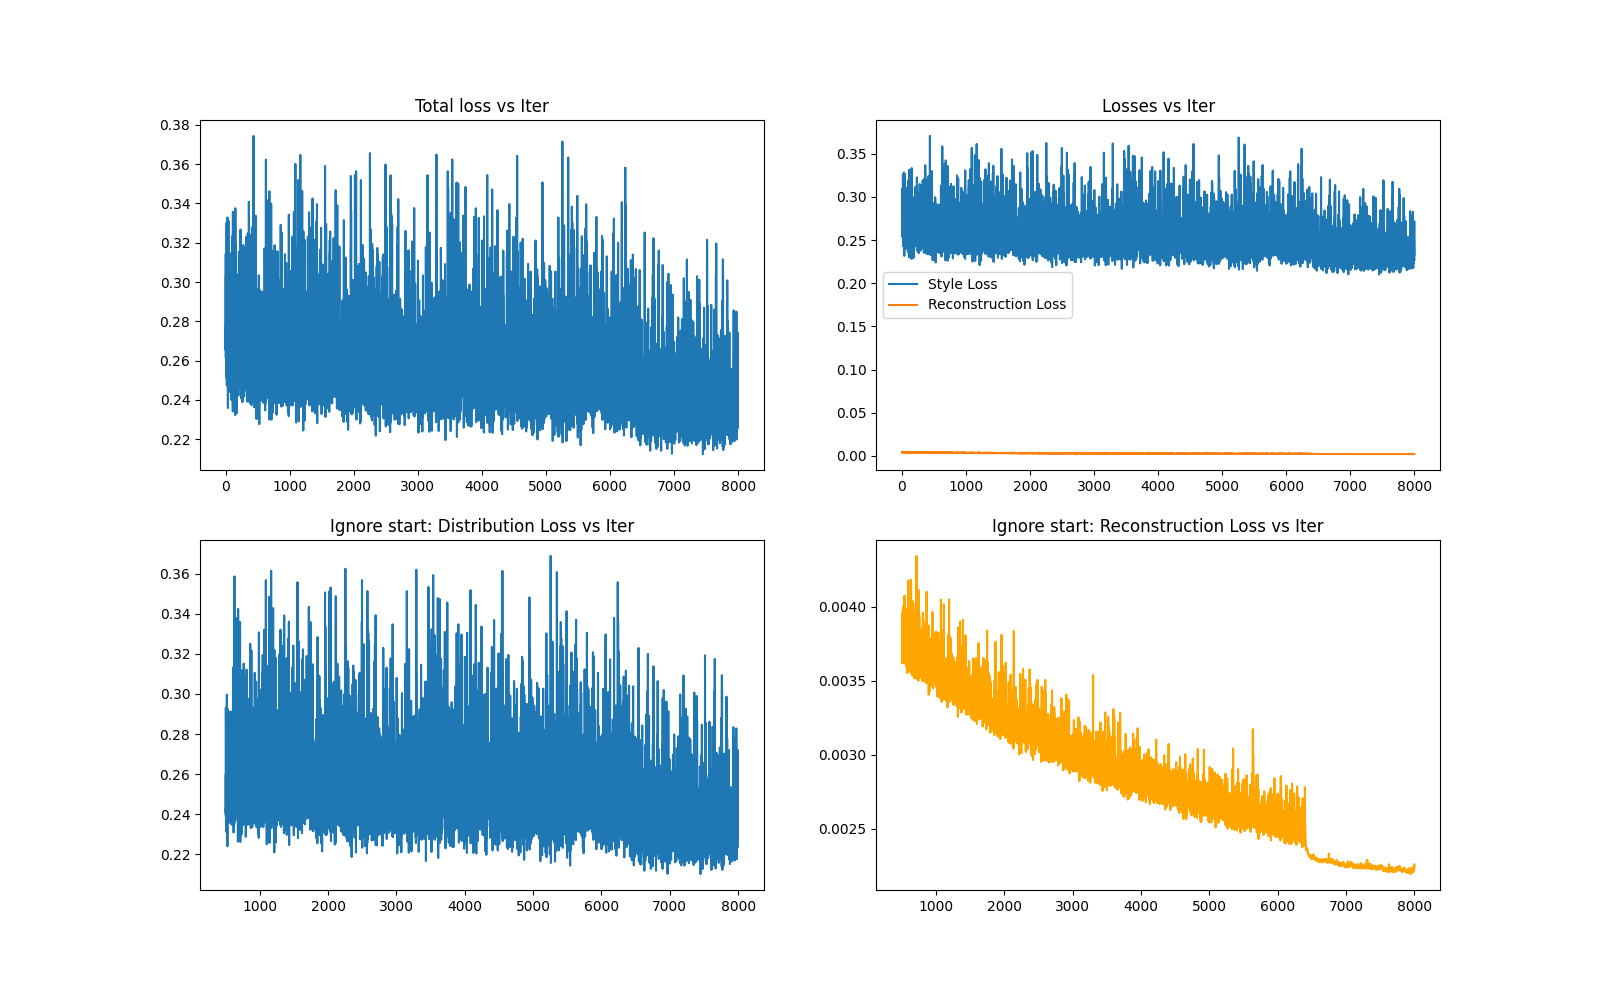 Total loss vs Iter
0.38
0.36
0.34
0.32
0.30
0.28
0.26
0.24
0.22
0 1000 2000 3000 4000 5000 6000 7000 8000
Losses vs Iter
0.35
0.30
0.25
0.20
0.15
0.10
0.05
0.00
Style Loss
Reconstruction Loss
0 1000 2000 3000 4000 5000 6000 7000 8000
Ignore start: Distribution Loss vs Iter
0.36
0.34
0.32
0.30
0.28
0.26
0.24
0.22
1000 2000 3000 4000 5000 6000 7000 8000
Ignore start: Reconstruction Loss vs Iter
0.0040
0.0035
0.0030
0.0025
1000 2000 3000 4000 5000 6000 7000 8000